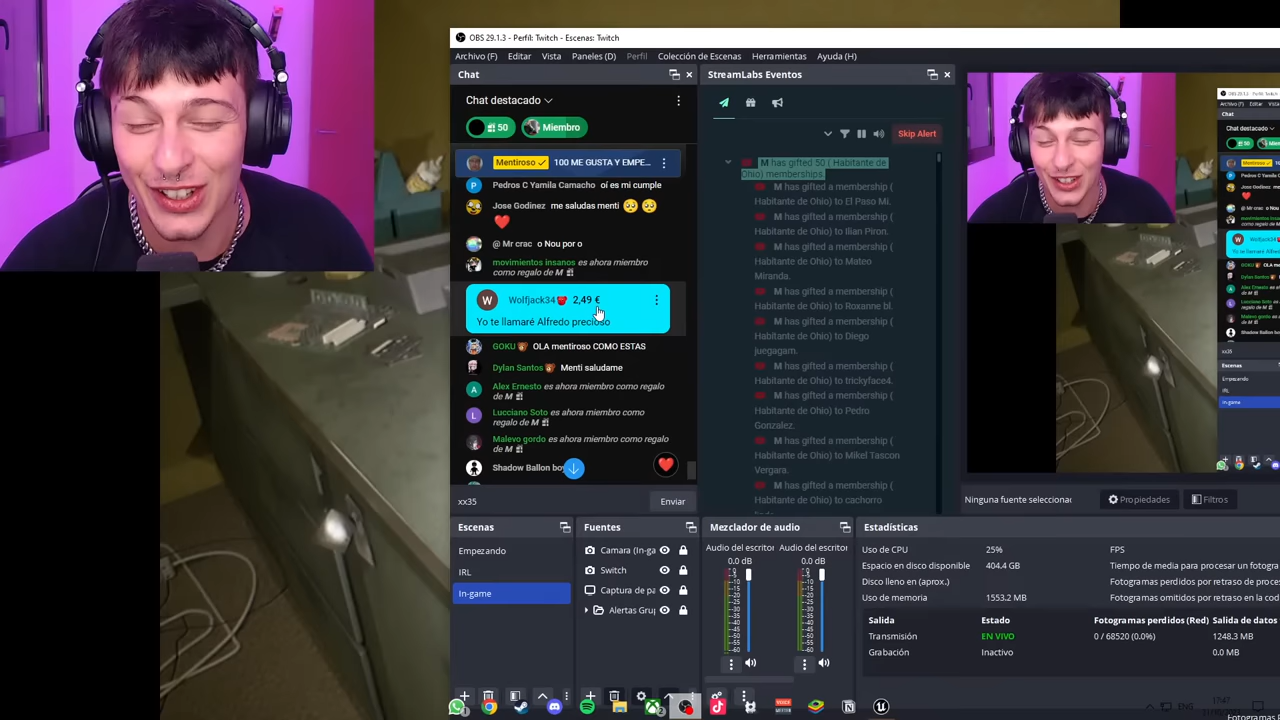 OBS 29.1.3 - Perfil: Twitch - Escenas: Twitch
Archivo (F) Editar Vista Paneles (D) Perfil Colección de Escenas Herramientas Ayuda (H)
Chat
Chat destacado
50 Miembro
Mentiroso 100 ME GUSTA Y EMPE...
Pedros C Yamila Camacho oí es mi cumple
Jose Godinez me saludas menti
@ Mr crac o Nou por o
movimientos insanos es ahora miembro
como regalo de M
Wolfjack34 2,49 €
Yo te llamaré Alfredo precioso
GOKU OLA mentiroso COMO ESTAS
Dylan Santos Menti saludame
Alex Ernesto es ahora miembro como regalo
de M
Lucciano Soto es ahora miembro como
regalo de M
Malevo gordo es ahora miembro como regalo
de M
Shadow Ballon bo
xx35
Enviar
StreamLabs Eventos
Skip Alert
M has gifted 50 ( Habitante de
Ohio) memberships.
M has gifted a membership (
Habitante de Ohio) to El Paso Mi.
M has gifted a membership (
Habitante de Ohio) to Ilian Piron.
M has gifted a membership (
Habitante de Ohio) to Mateo
Miranda.
M has gifted a membership (
Habitante de Ohio) to Roxanne bl.
M has gifted a membership (
Habitante de Ohio) to Diego
juegagam.
M has gifted a membership (
Habitante de Ohio) to trickyface4.
M has gifted a membership (
Habitante de Ohio) to Pedro
Gonzalez.
M has gifted a membership (
Habitante de Ohio) to Mikel Tascon
Vergara.
M has gifted a membership (
Habitante de Ohio) to cachorro
Ninguna fuente seleccionad
Propiedades
Filtros
Escenas
Empezando
IRL
In-game
Fuentes
Camara (In-ga
Switch
Captura de pa
Alertas Gru
Mezclador de audio
Audio del escritor Audio del escritor
0.0 dB 0.0 dB
Estadísticas
Uso de CPU 25% FPS
Espacio en disco disponible 404.4 GB Tiempo de media para procesar un fotogra
Disco lleno en (aprox.) Fotogramas perdidos por retraso de proce
Uso de memoria 1553.2 MB Fotogramas omitidos por retraso en la cod
Salida Estado Fotogramas perdidos (Red) Salida de datos
Transmisión EN VIVO 0 / 68520 (0.0%) 1248.3 MB
Grabación Inactivo 0.0 MB
ENG
17:47